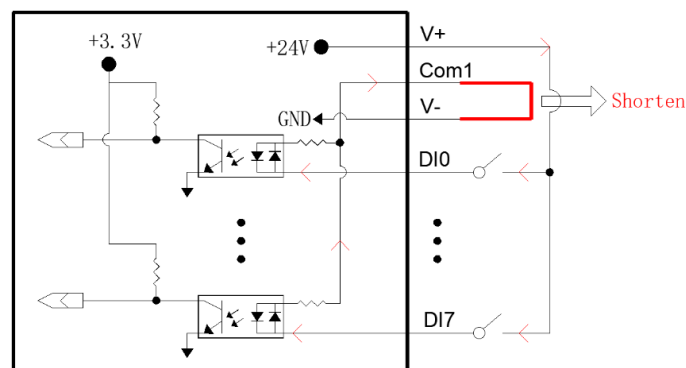 V+
+3.3V
+24V
Com1
Shorten
GND
V-
DI0
DI7